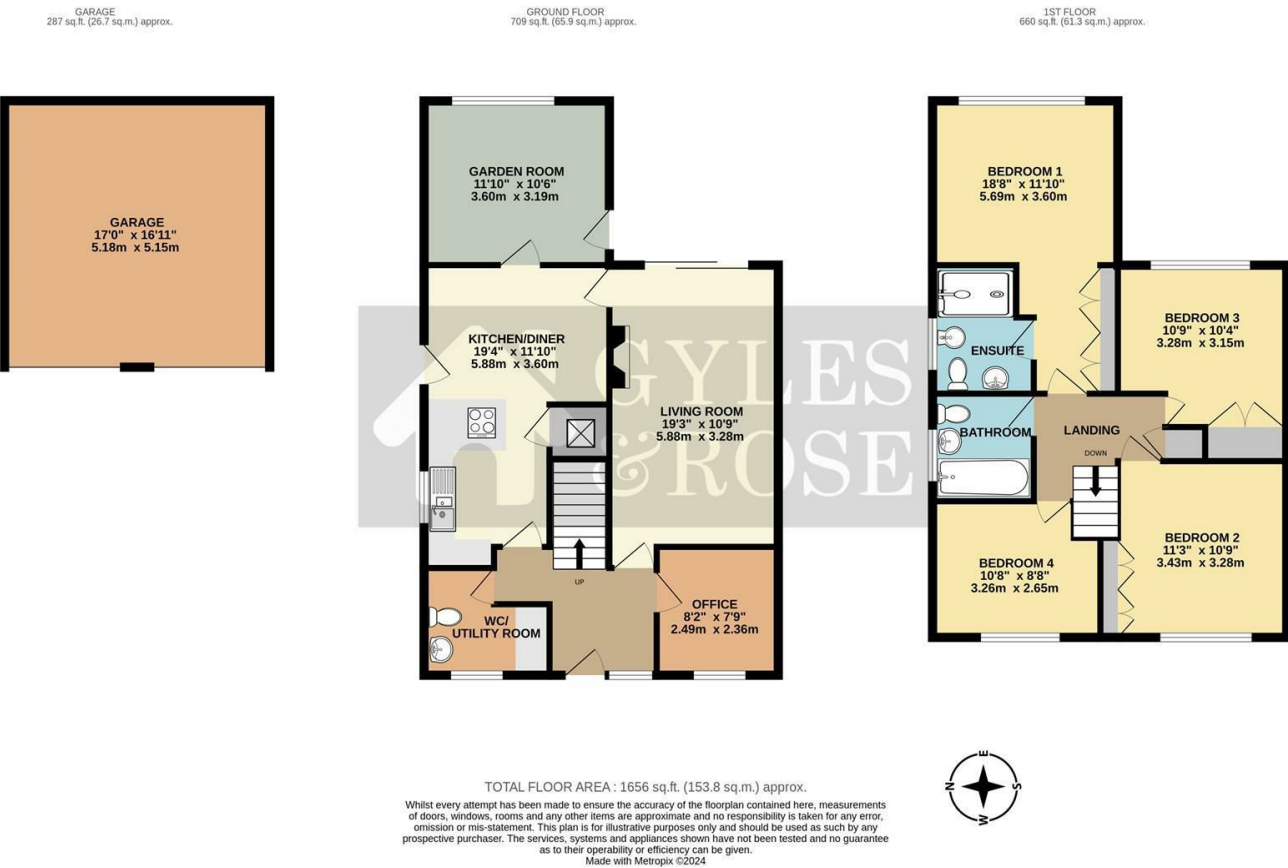 GARAGE
287 sq.ft. (26.7 sq.m.) approx.
GROUND FLOOR
709 sq.ft. (65.9 sq.m.) approx.
1ST FLOOR
660 sq.ft. (61.3 sq.m.) approx.
GARAGE
17'0" x 16'11"
5.18m x 5.15m
GARDEN ROOM
11'10" x 10'6"
3.60m x 3.19m
KITCHEN/DINER
19'4" x 11'10"
5.88m x 3.60m
LIVING ROOM
19'3" x 10'9"
5.88m x 3.28m
UP
WC/
UTILITY ROOM
OFFICE
8'2" x 7'9"
2.49m x 2.36m
BEDROOM 1
18'8" x 11'10"
5.69m x 3.60m
ENSUITE
BEDROOM 3
10'9" x 10'4"
3.28m x 3.15m
BATHROOM
LANDING
DOWN
BEDROOM 4
10'8" x 8'8"
3.26m x 2.65m
BEDROOM 2
11'3" x 10'9"
3.43m x 3.28m
GYLES
&ROSE
N
E
S
W
TOTAL FLOOR AREA : 1656 sq.ft. (153.8 sq.m.) approx.
Whilst every attempt has been made to ensure the accuracy of the floorplan contained here, measurements
of doors, windows, rooms and any other items are approximate and no responsibility is taken for any error,
omission or mis-statement. This plan is for illustrative purposes only and should be used as such by any
prospective purchaser. The services, systems and appliances shown have not been tested and no guarantee
as to their operability or efficiency can be given.
Made with Metropix ©2024